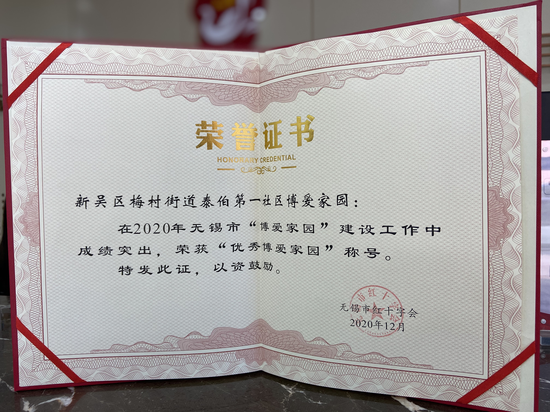 荣誉证书
HONORARY CREDENTIAL
新吴区梅村街道泰伯第一社区博爱家园：
在2020年无锡市“博爱家园”建设工作中
成绩突出，荣获“优秀博爱家园”称号。
特发此证，以资鼓励。
无锡市红十字会
2020年12月